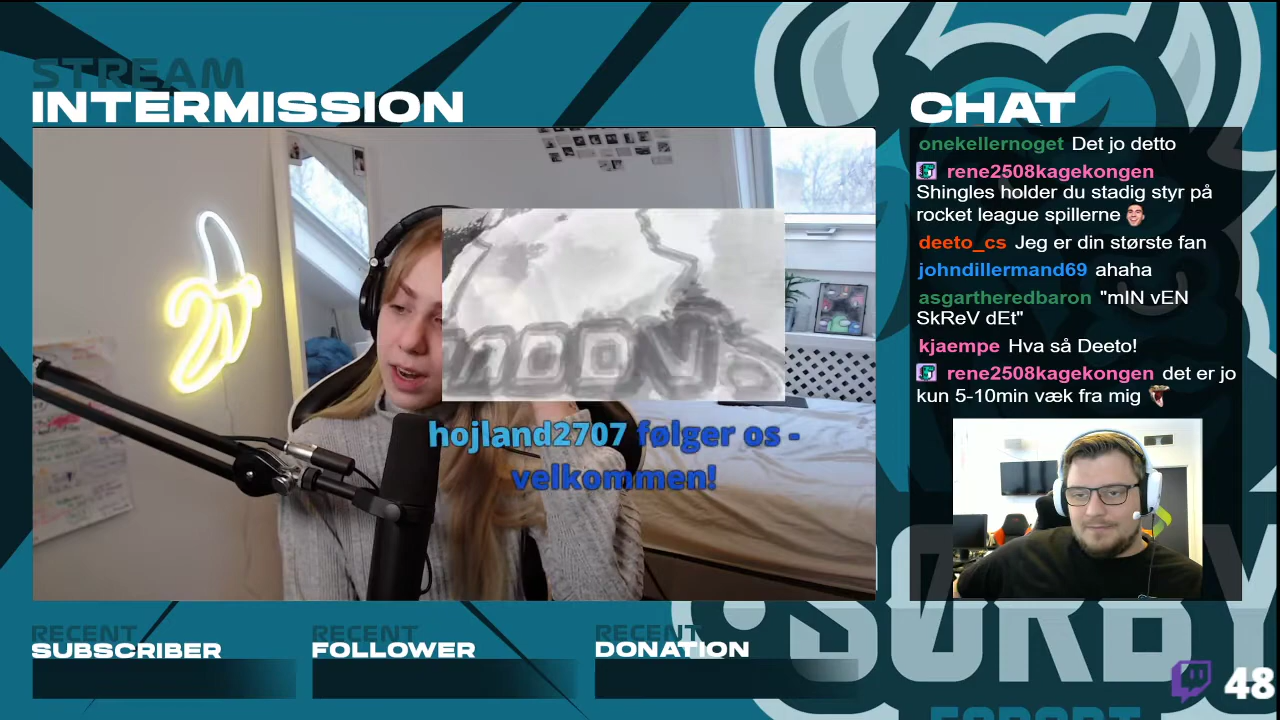 STREAM
INTERMISSION
CHAT
onekellernoget Det jo detto
rene2508kagekongen
Shingles holder du stadig styr på
rocket league spillerne
deeto_cs Jeg er din største fan
johndillermand69 ahaha
asgartheredbaron "mIN vEN
SkReV dEt"
kjaempe Hva så Deeto!
rene2508kagekongen det er jo
kun 5-10min væk fra mig
hojland2707 følger os -
velkommen!
RECENT
SUBSCRIBER
RECENT
FOLLOWER
RECENT
DONATION
SØRBY
ESPORT
48